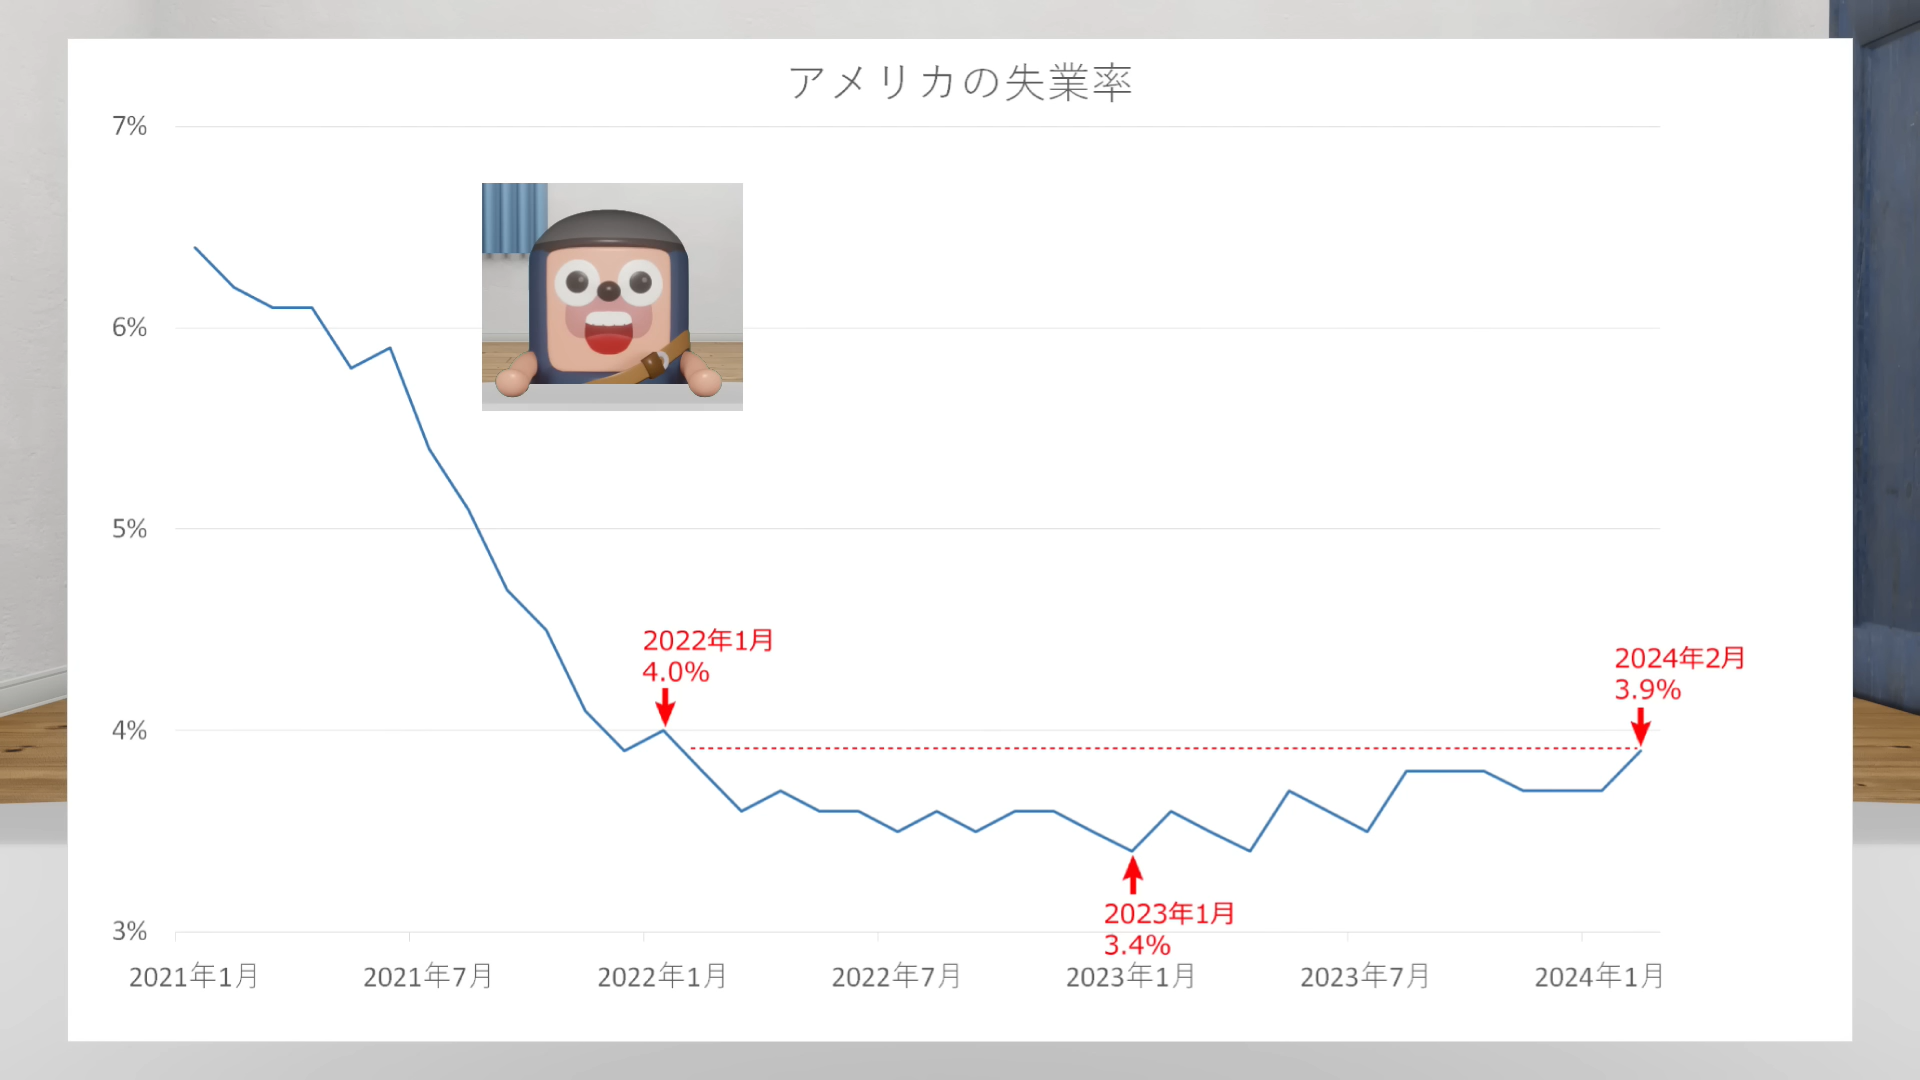 アメリカの失業率
7%
6%
5%
4%
3%
2022年1月
4.0%
2024年2月
3.9%
2023年1月
3.4%
2021年1月
2021年7月
2022年1月
2022年7月
2023年1月
2023年7月
2024年1月